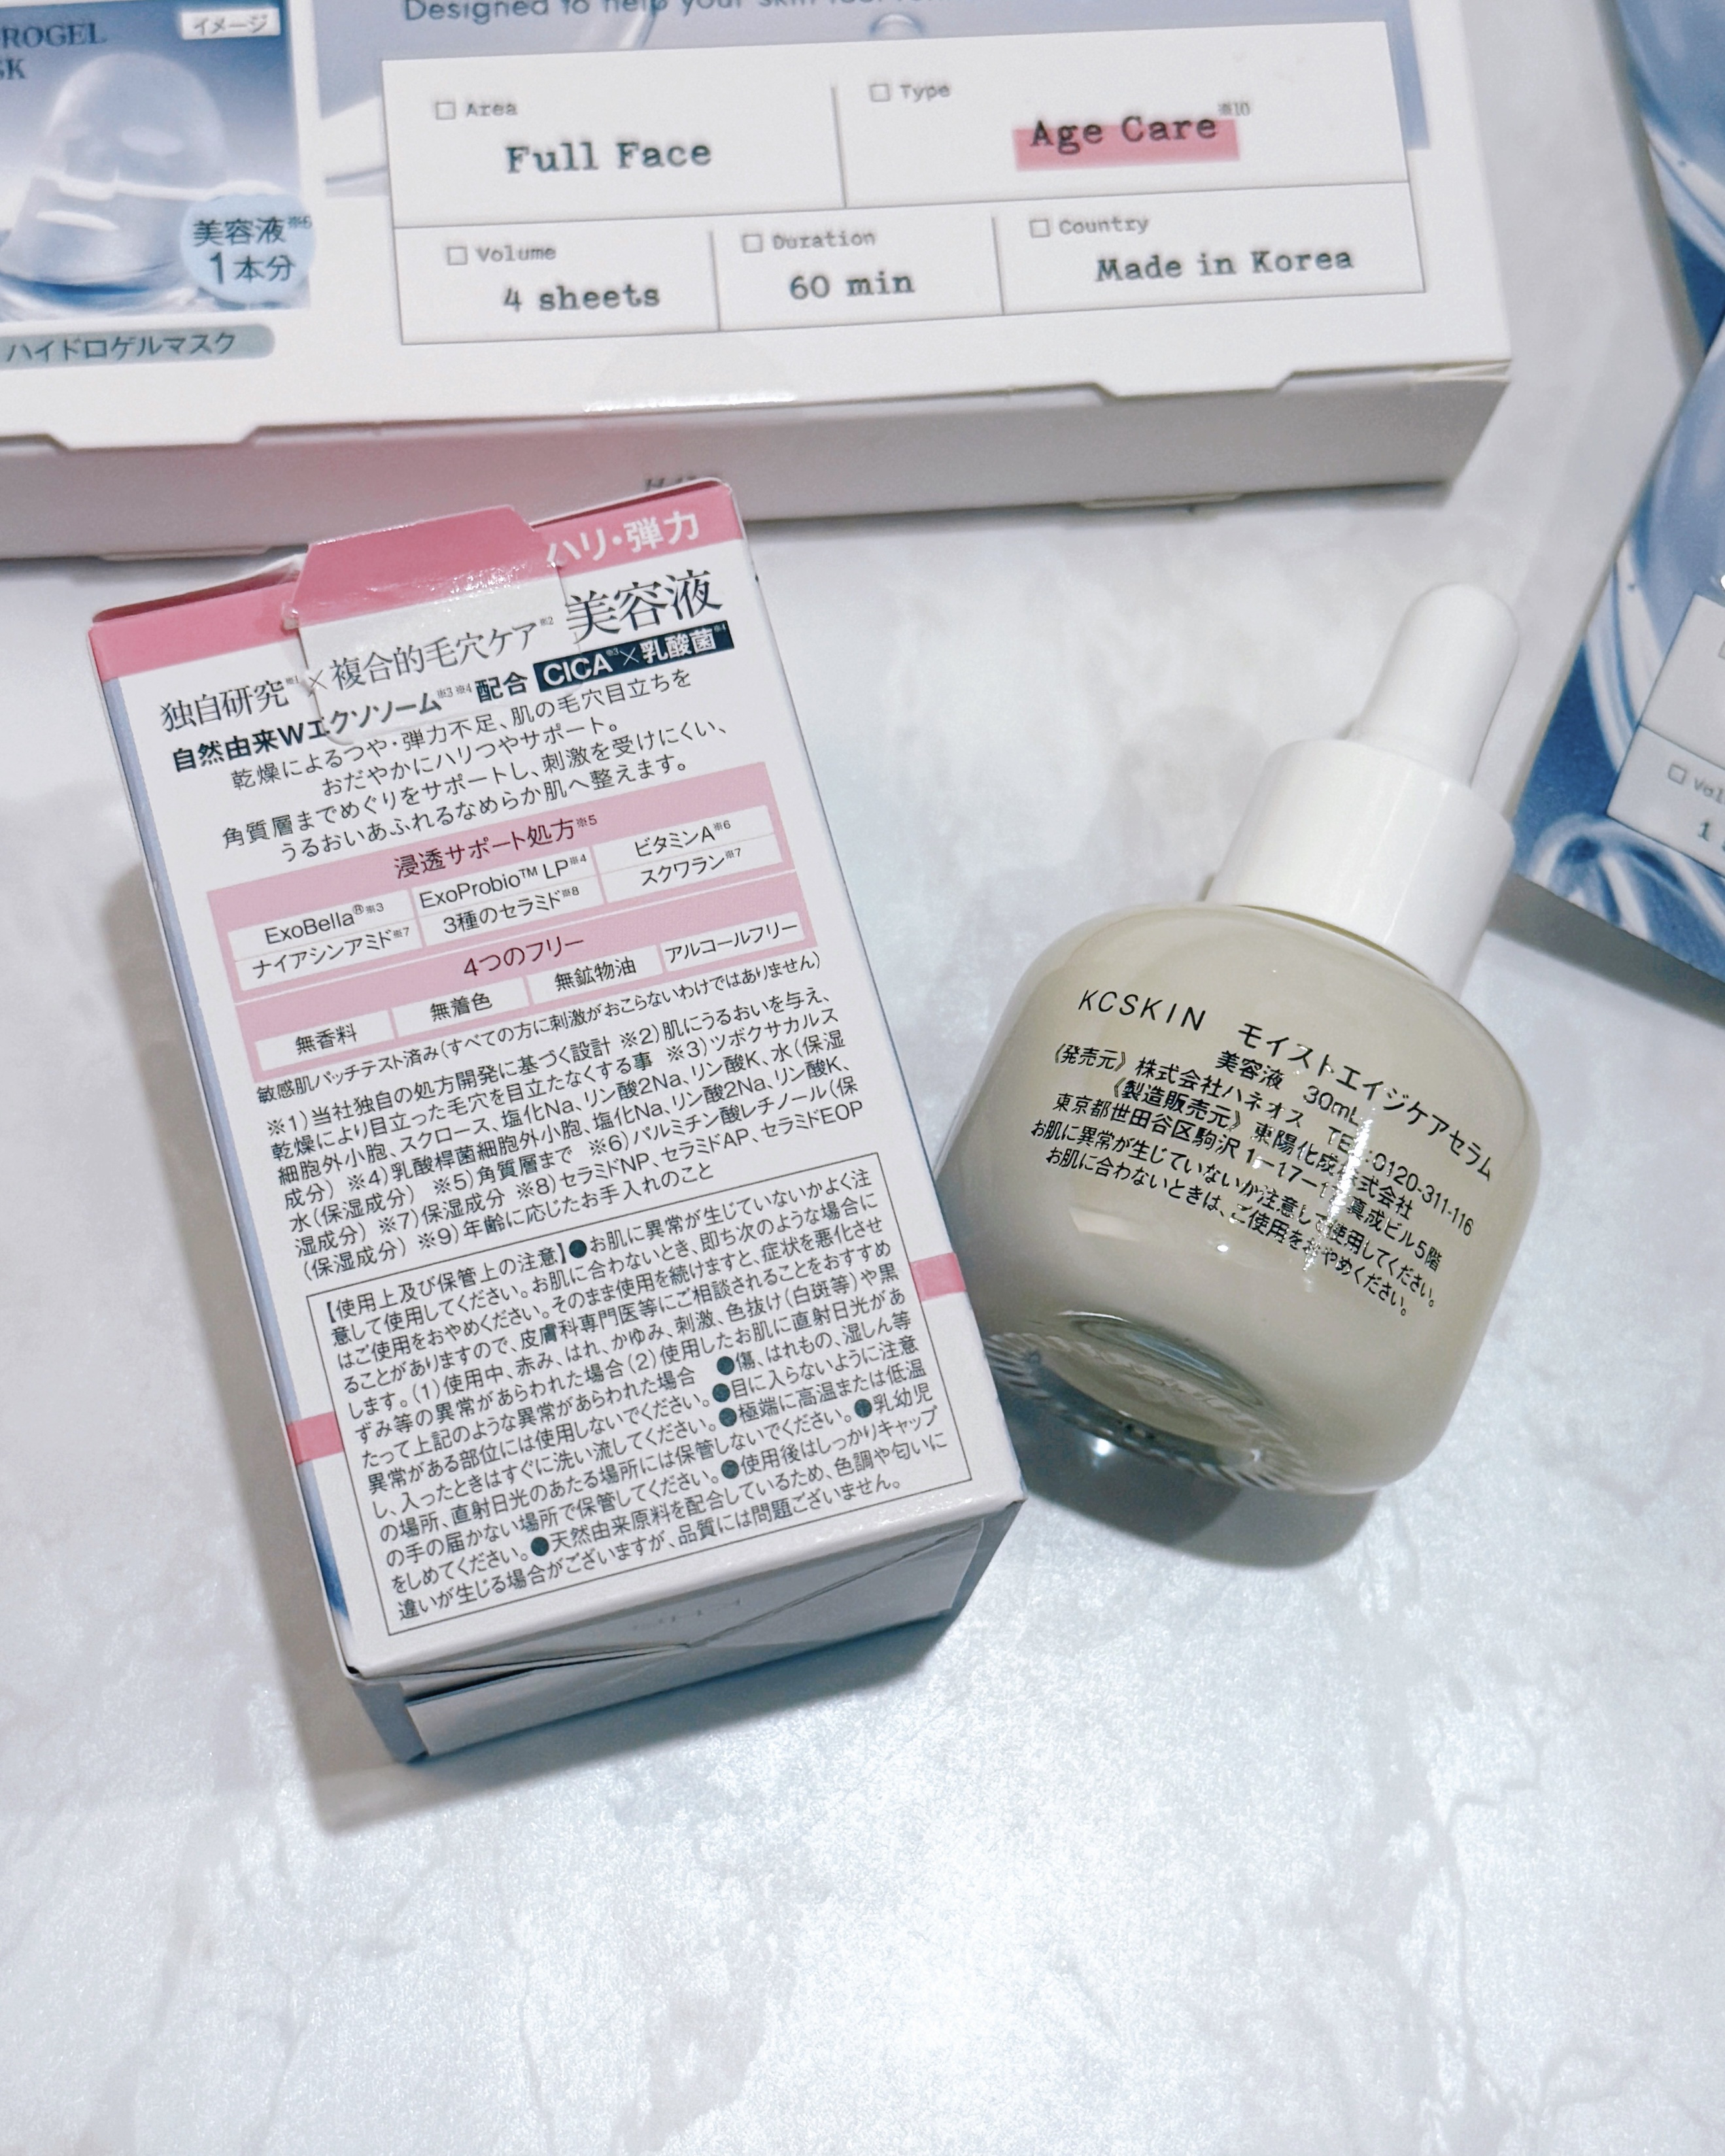 Designed to help your skin
ROGEL
SK
イメージ
美容液※6
1本分
ハイドロゲルマスク
Area
Full Face
Type
Age Care※10
Volume
4 sheets
Duration
60 min
Country
Made in Korea
ハリ・弾力
独自研究※1×複合的毛穴ケア※2 美容液
自然由来Wエクソソーム※3※4配合 CICA※3×乳酸菌※4
乾燥によるつや・弾力不足、肌の毛穴目立ちを
おだやかにハリつやサポート。
角質層までめぐりをサポートし、刺激を受けにくい、
うるおいあふれるなめらか肌へ整えます。
浸透サポート処方※5
ExoBella®※3
ExoProbio™ LP※4
ビタミンA※6
ナイアシンアミド※7
3種のセラミド※8
スクワラン※7
4つのフリー
無香料
無着色
無鉱物油
アルコールフリー
敏感肌パッチテスト済み(すべての方に刺激がおこらないわけではありません)
※1)当社独自の処方開発に基づく設計 ※2)肌にうるおいを与え、
乾燥により目立った毛穴を目立たなくする事 ※3)ツボクサカルス
細胞外小胞、スクロース、塩化Na、リン酸2Na、リン酸K、水(保湿
成分) ※4)乳酸桿菌細胞外小胞、塩化Na、リン酸2Na、リン酸K、
水(保湿成分) ※5)角質層まで ※6)パルミチン酸レチノール(保
湿成分) ※7)保湿成分 ※8)セラミドNP、セラミドAP、セラミドEOP
(保湿成分) ※9)年齢に応じたお手入れのこと
【使用上及び保管上の注意】●お肌に異常が生じていないかよく注
意して使用してください。お肌に合わないとき、即ち次のような場合に
はご使用をおやめください。そのまま使用を続けますと、症状を悪化させ
ることがありますので、皮膚科専門医等にご相談されることをおすすめ
します。(1)使用中、赤み、はれ、かゆみ、刺激、色抜け(白斑等)や黒
ずみ等の異常があらわれた場合(2)使用したお肌に直射日光があ
たって上記のような異常があらわれた場合 ●傷、はれもの、湿しん等
異常がある部位には使用しないでください。●目に入らないように注意
し、入ったときはすぐに洗い流してください。●極端に高温または低温
の場所、直射日光のあたる場所には保管しないでください。●乳幼児
の手の届かない場所で保管してください。●使用後はしっかりキャップ
をしめてください。●天然由来原料を配合しているため、色調や匂いに
違いが生じる場合がございますが、品質には問題ございません。
KCSKIN モイストエイジケアセラム
美容液 30mL
《発売元》株式会社ハネオス TEL:0120-311-116
《製造販売元》東陽化成株式会社
東京都世田谷区駒沢 1-17- 真成ビル5階
お肌に異常が生じていないか注意して使用してください。
お肌に合わないときは、ご使用をおやめください。
1